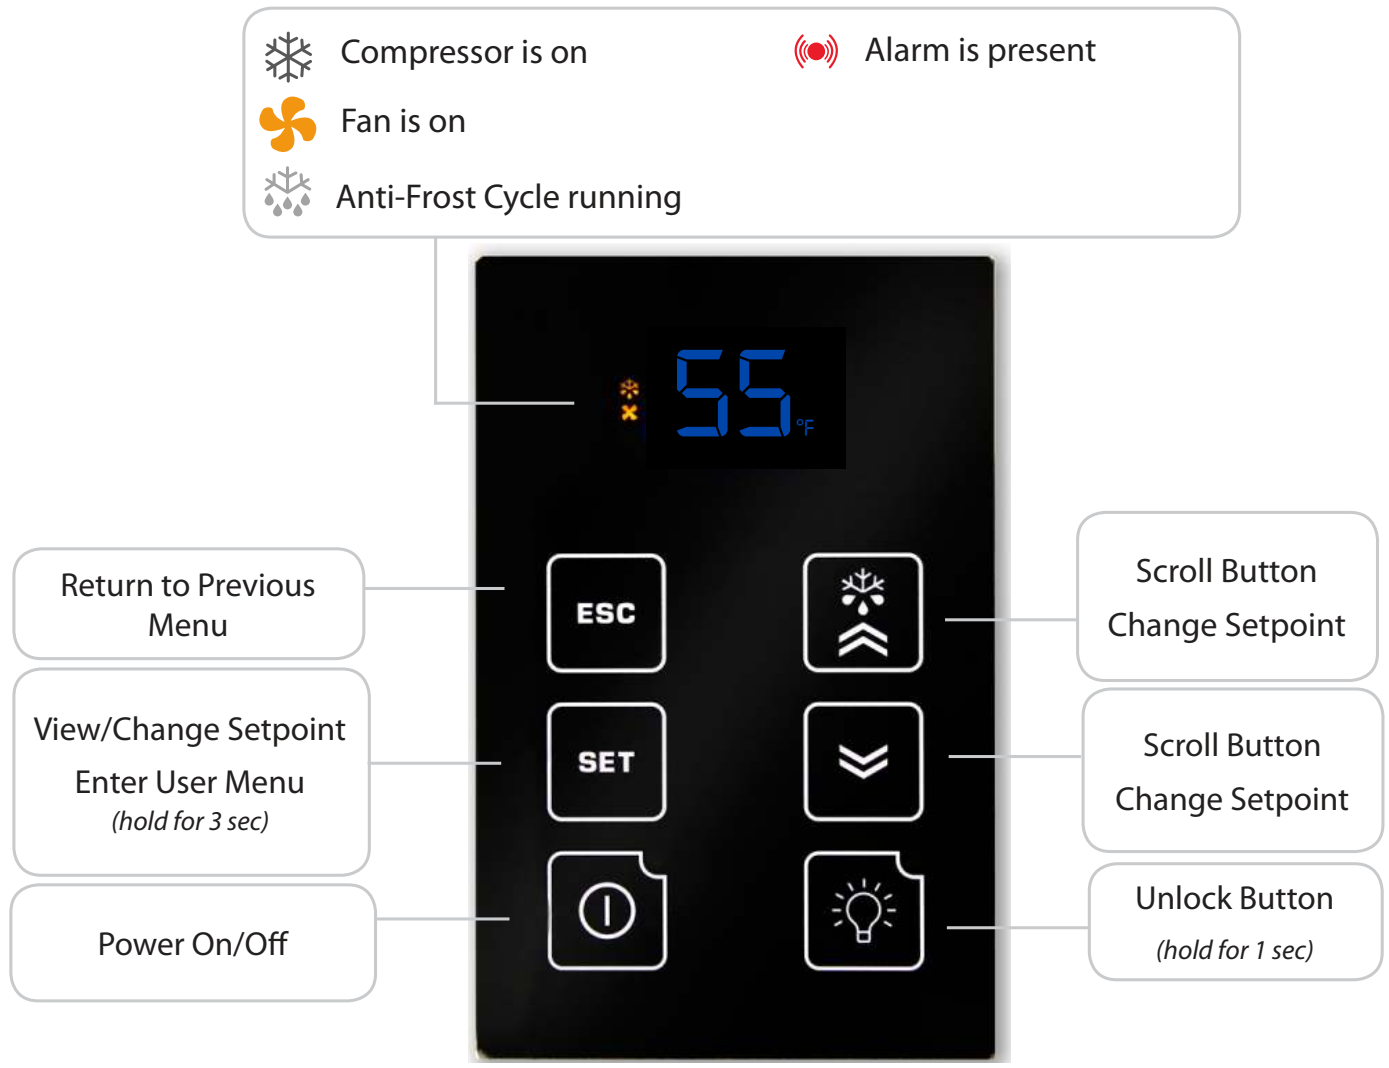 Compressor is on
Alarm is present
Fan is on
Anti-Frost Cycle running
55 °F
Return to Previous
Menu
ESC
Scroll Button
Change Setpoint
View/Change Setpoint
Enter User Menu
(hold for 3 sec)
SET
Scroll Button
Change Setpoint
Power On/Off
Unlock Button
(hold for 1 sec)